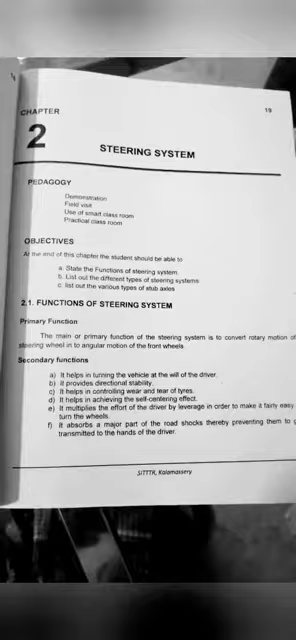 CHAPTER
19
2
STEERING SYSTEM
PEDAGOGY
Demonstration
Field visit
Use of smart class room
Practical class room
OBJECTIVES
At the end of this chapter the student should be able to
a. State the Functions of steering system.
b. List out the different types of steering systems
c. list out the various types of stub axles
2.1. FUNCTIONS OF STEERING SYSTEM
Primary Function
The main or primary function of the steering system is to convert rotary motion of
steering wheel in to angular motion of the front wheels.
Secondary functions
a) It helps in turning the vehicle at the will of the driver.
b) It provides directional stability.
c) It helps in controlling wear and tear of tyres.
d) It helps in achieving the self-centering effect.
e) It multiplies the effort of the driver by leverage in order to make it fairly easy
turn the wheels.
f) It absorbs a major part of the road shocks thereby preventing them to
transmitted to the hands of the driver.
SITTTR, Kalamassery